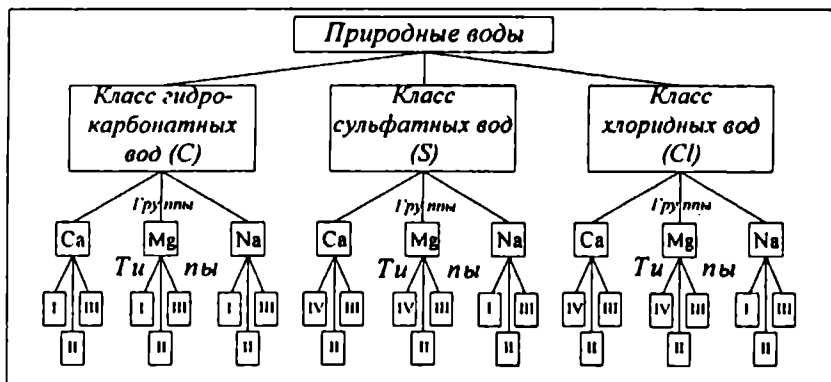 Природные воды
Класс гидро-
карбонатных
вод (C)
Класс
сульфатных вод
(S)
Класс
хлоридных вод
(Cl)
Группы
Группы
Группы
Ca
Mg
Na
Ca
Mg
Na
Ca
Mg
Na
Ти пы
Ти пы
Ти пы
I III I III I III IV III IV III I III IV III IV III I III
II II II II II II II II II